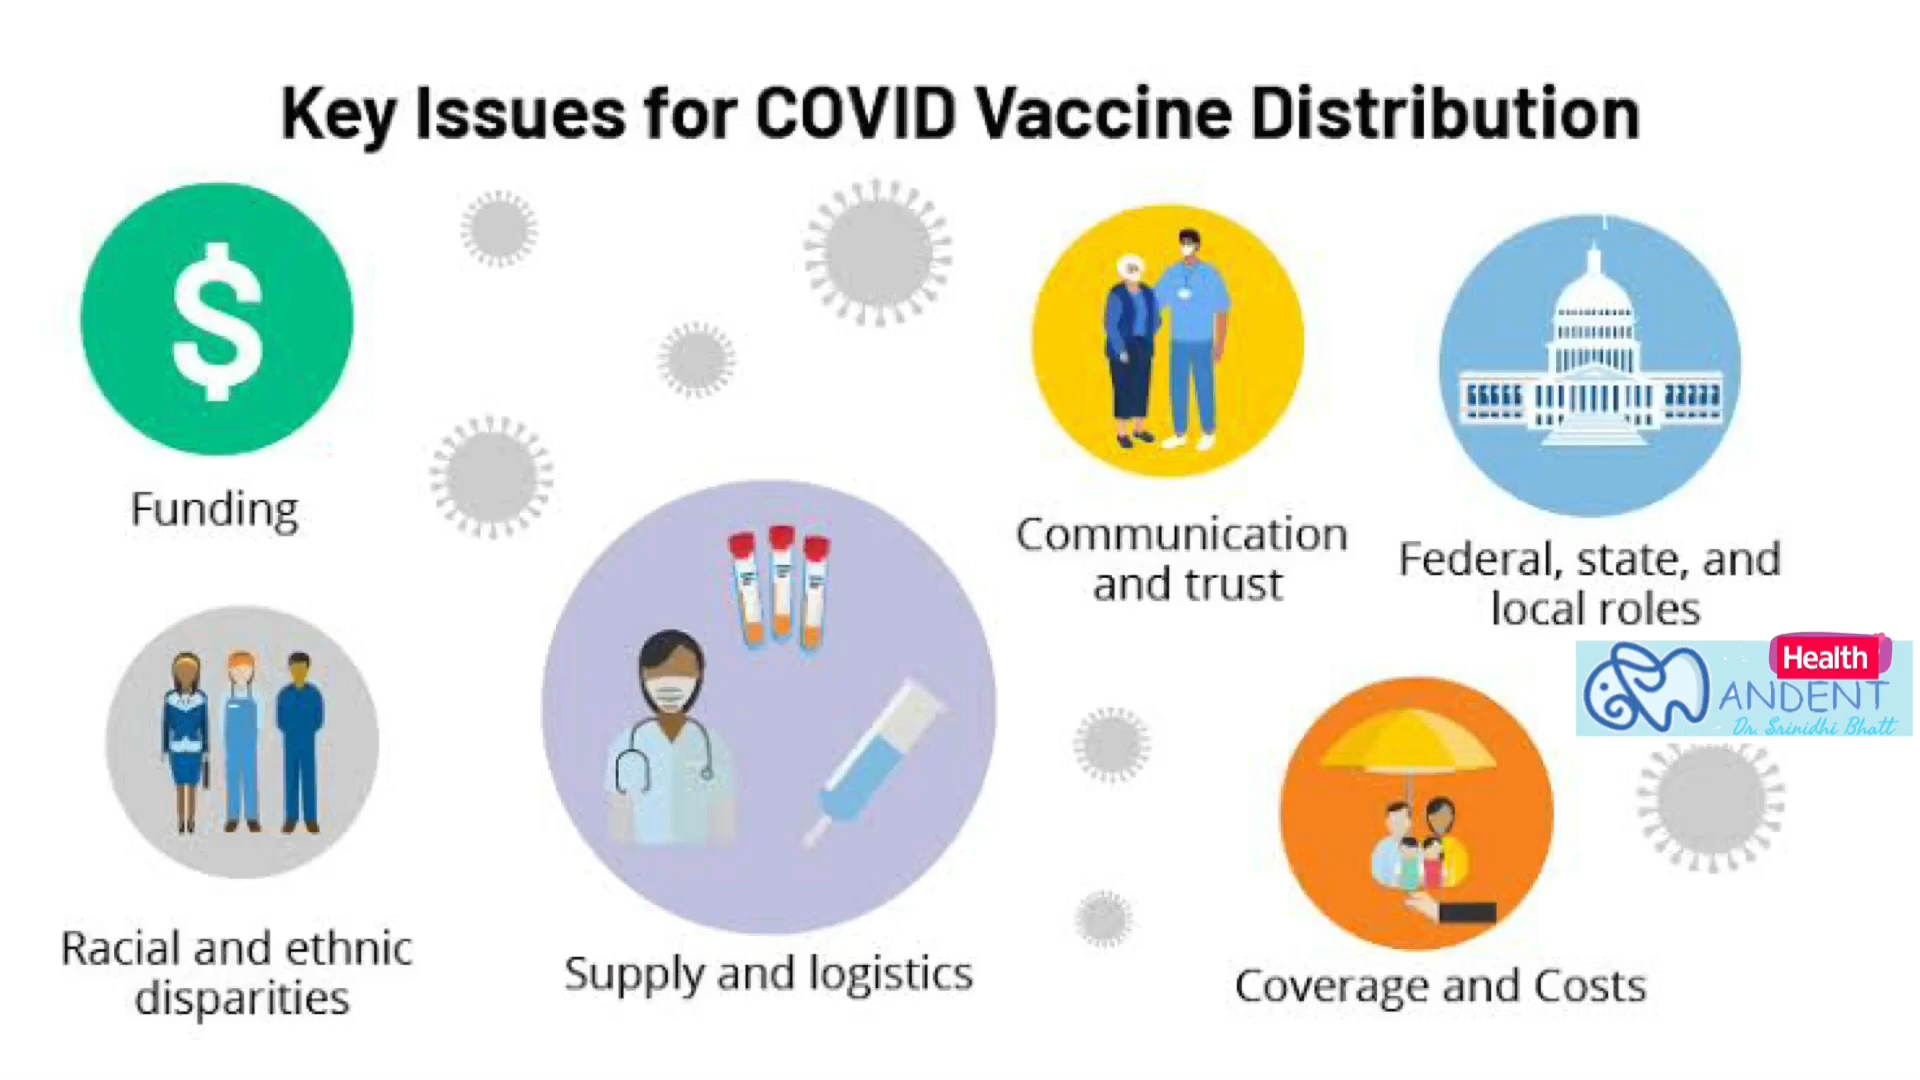 Key Issues for COVID Vaccine Distribution
$
Funding
Communication
and trust
Federal, state, and
local roles
Health
ANDENT
Dr. Srinidhi Bhatt
Racial and ethnic
disparities
Supply and logistics
Coverage and Costs